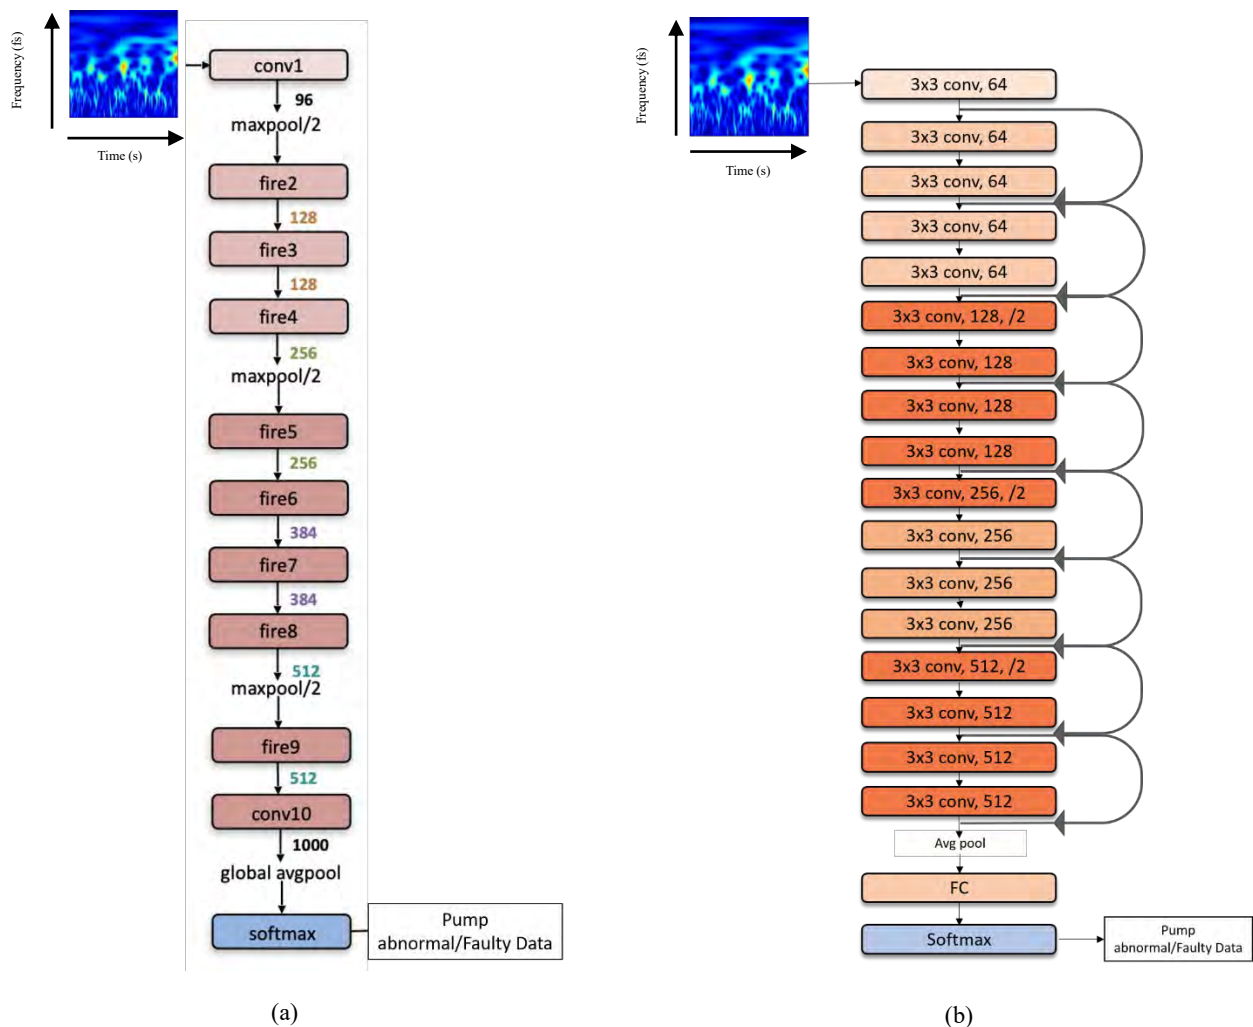 Frequency (fs)
Time (s)
conv1
96
maxpool/2
fire2
128
fire3
128
fire4
256
maxpool/2
fire5
256
fire6
384
fire7
384
fire8
512
maxpool/2
fire9
512
conv10
1000
global avgpool
softmax
Pump
abnormal/Faulty Data
(a)
Frequency (fs)
Time (s)
3x3 conv, 64
3x3 conv, 64
3x3 conv, 64
3x3 conv, 64
3x3 conv, 64
3x3 conv, 128, /2
3x3 conv, 128
3x3 conv, 128
3x3 conv, 128
3x3 conv, 256, /2
3x3 conv, 256
3x3 conv, 256
3x3 conv, 256
3x3 conv, 512, /2
3x3 conv, 512
3x3 conv, 512
3x3 conv, 512
Avg pool
FC
Softmax
Pump
abnormal/Faulty Data
(b)